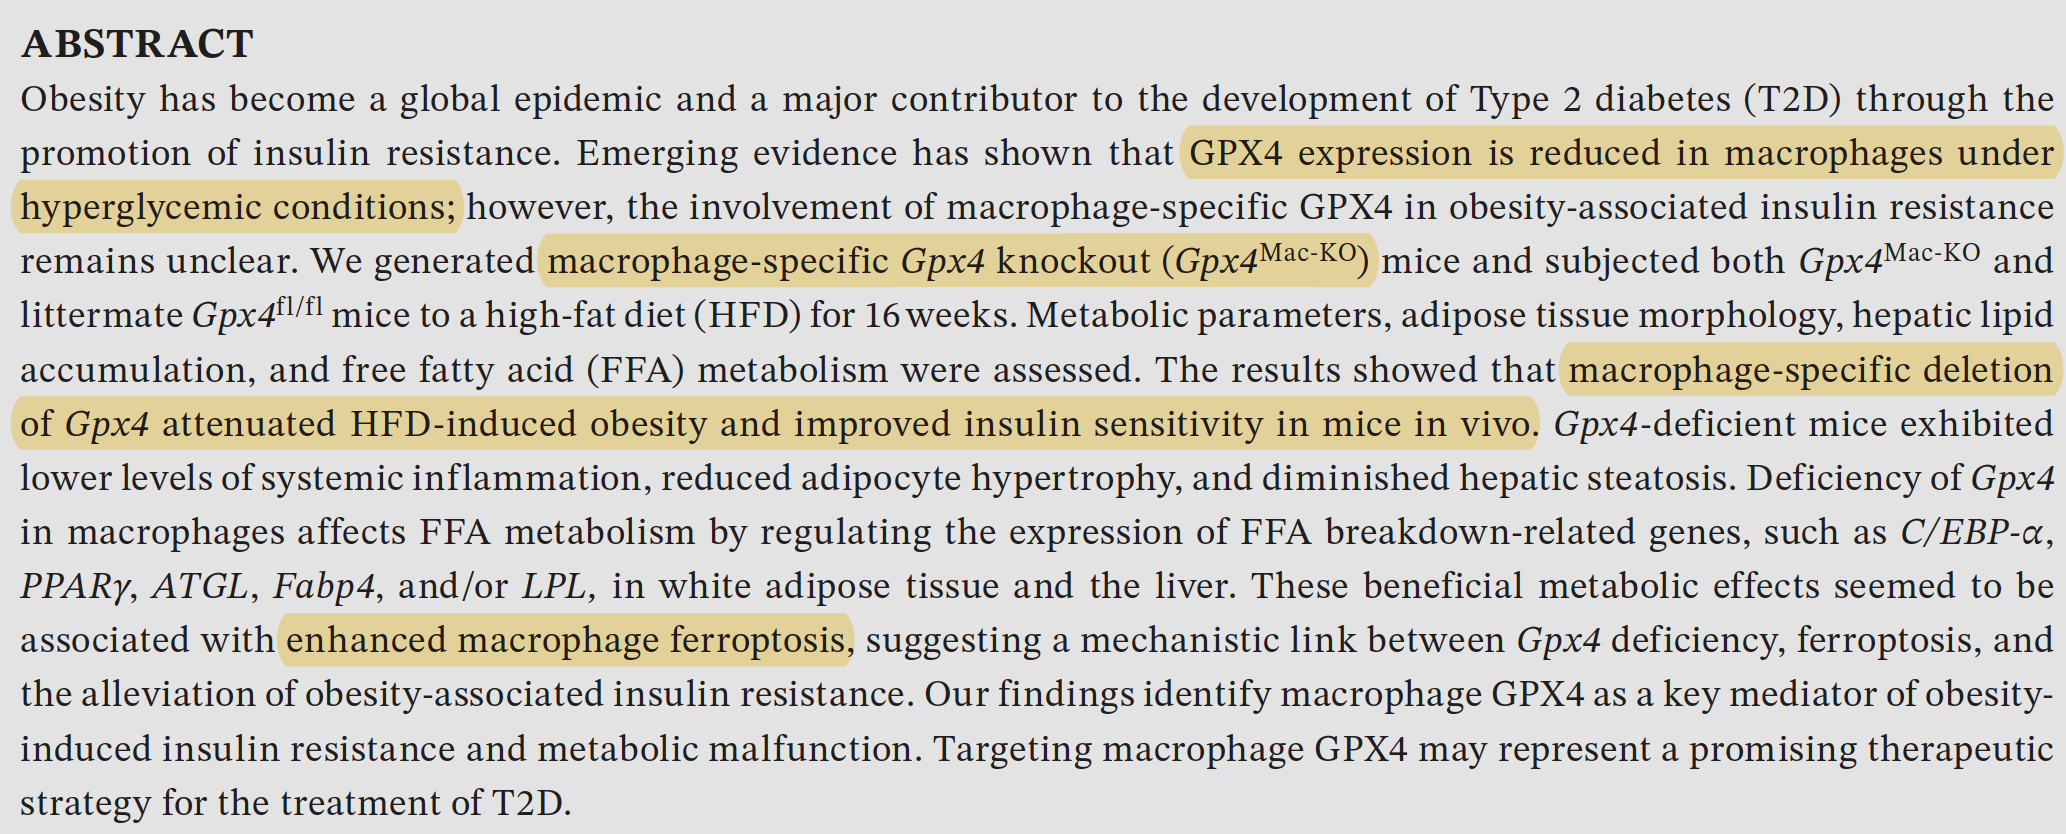 ABSTRACT
Obesity has become a global epidemic and a major contributor to the development of Type 2 diabetes (T2D) through the
promotion of insulin resistance. Emerging evidence has shown that GPX4 expression is reduced in macrophages under
hyperglycemic conditions; however, the involvement of macrophage-specific GPX4 in obesity-associated insulin resistance
remains unclear. We generated macrophage-specific Gpx4 knockout (Gpx4Mac-KO) mice and subjected both Gpx4Mac-KO and
littermate Gpx4fl/fl mice to a high-fat diet (HFD) for 16 weeks. Metabolic parameters, adipose tissue morphology, hepatic lipid
accumulation, and free fatty acid (FFA) metabolism were assessed. The results showed that macrophage-specific deletion
of Gpx4 attenuated HFD-induced obesity and improved insulin sensitivity in mice in vivo. Gpx4-deficient mice exhibited
lower levels of systemic inflammation, reduced adipocyte hypertrophy, and diminished hepatic steatosis. Deficiency of Gpx4
in macrophages affects FFA metabolism by regulating the expression of FFA breakdown-related genes, such as C/EBP-α,
PPARγ, ATGL, Fabp4, and/or LPL, in white adipose tissue and the liver. These beneficial metabolic effects seemed to be
associated with enhanced macrophage ferroptosis, suggesting a mechanistic link between Gpx4 deficiency, ferroptosis, and
the alleviation of obesity-associated insulin resistance. Our findings identify macrophage GPX4 as a key mediator of obesity-
induced insulin resistance and metabolic malfunction. Targeting macrophage GPX4 may represent a promising therapeutic
strategy for the treatment of T2D.